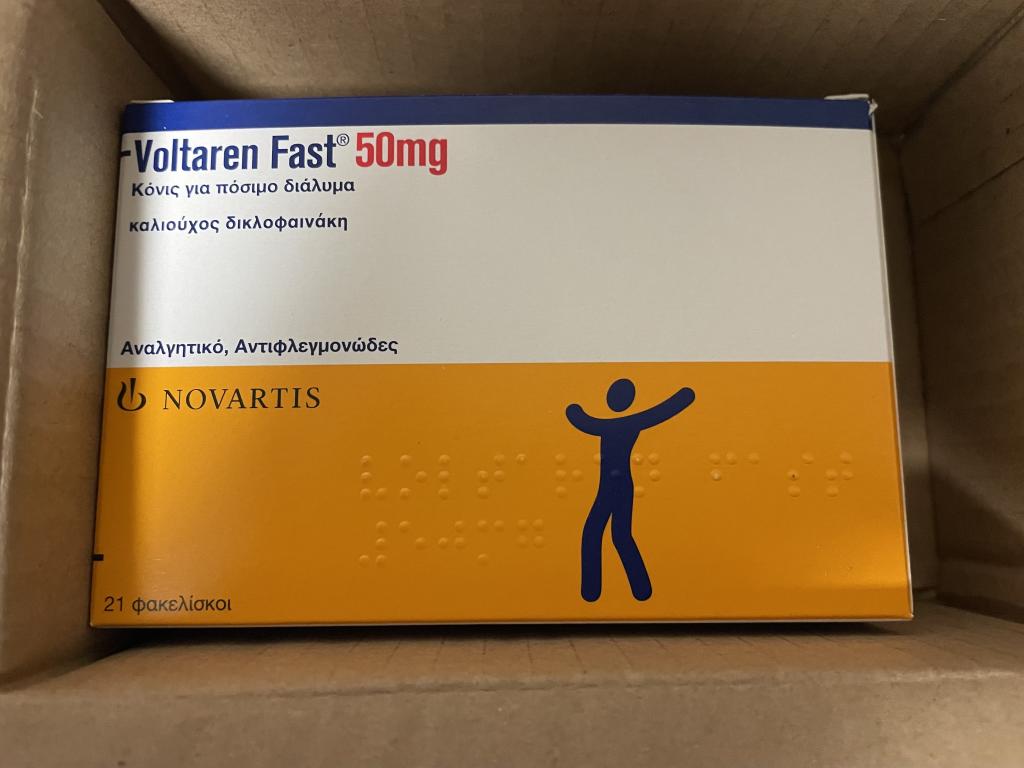 Voltaren Fast® 50mg
Κόνις για πόσιμο διάλυμα
καλιούχος δικλοφαινάκη
Αναλγητικό, Αντιφλεγμονώδες
NOVARTIS
21 φακελίσκοι